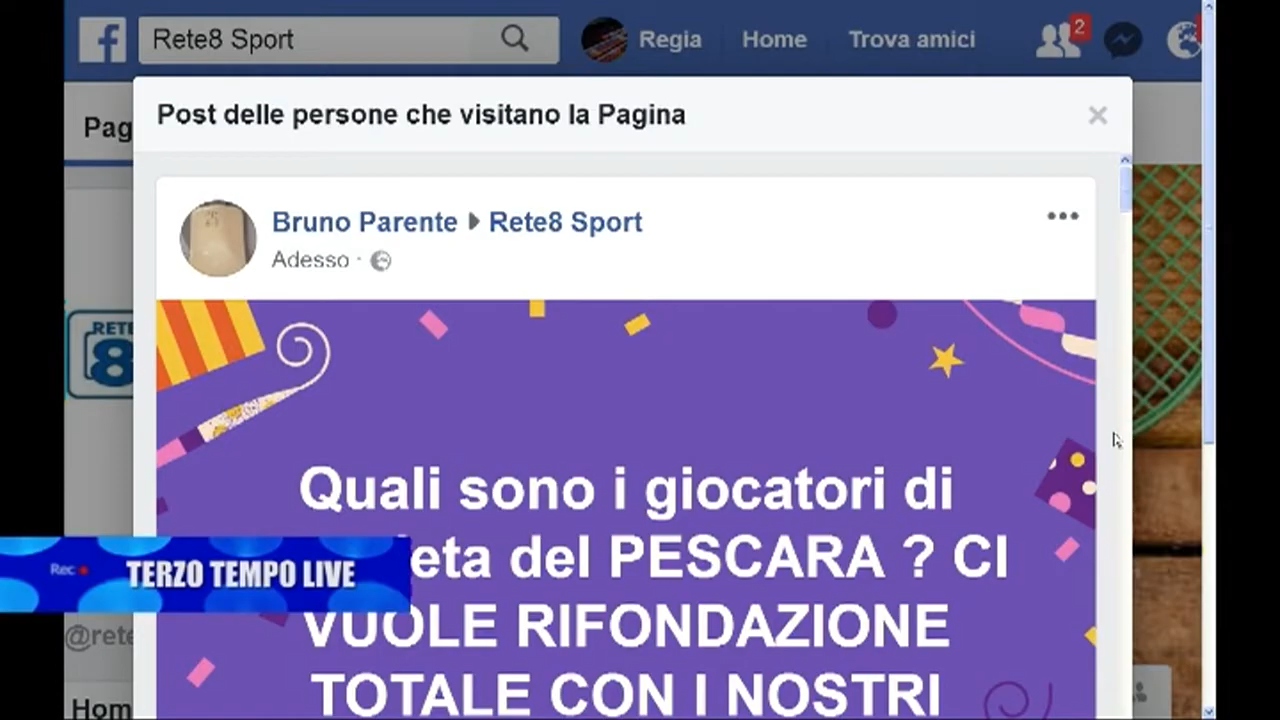 Rete8 Sport
Regia
Home
Trova amici
2
Pag
Post delle persone che visitano la Pagina
Bruno Parente ▸ Rete8 Sport
Adesso ·
RETE
8
Quali sono i giocatori di
eta del PESCARA ? CI
VUOLE RIFONDAZIONE
TOTALE CON I NOSTRI
Rec
TERZO TEMPO LIVE
@rete
Hom